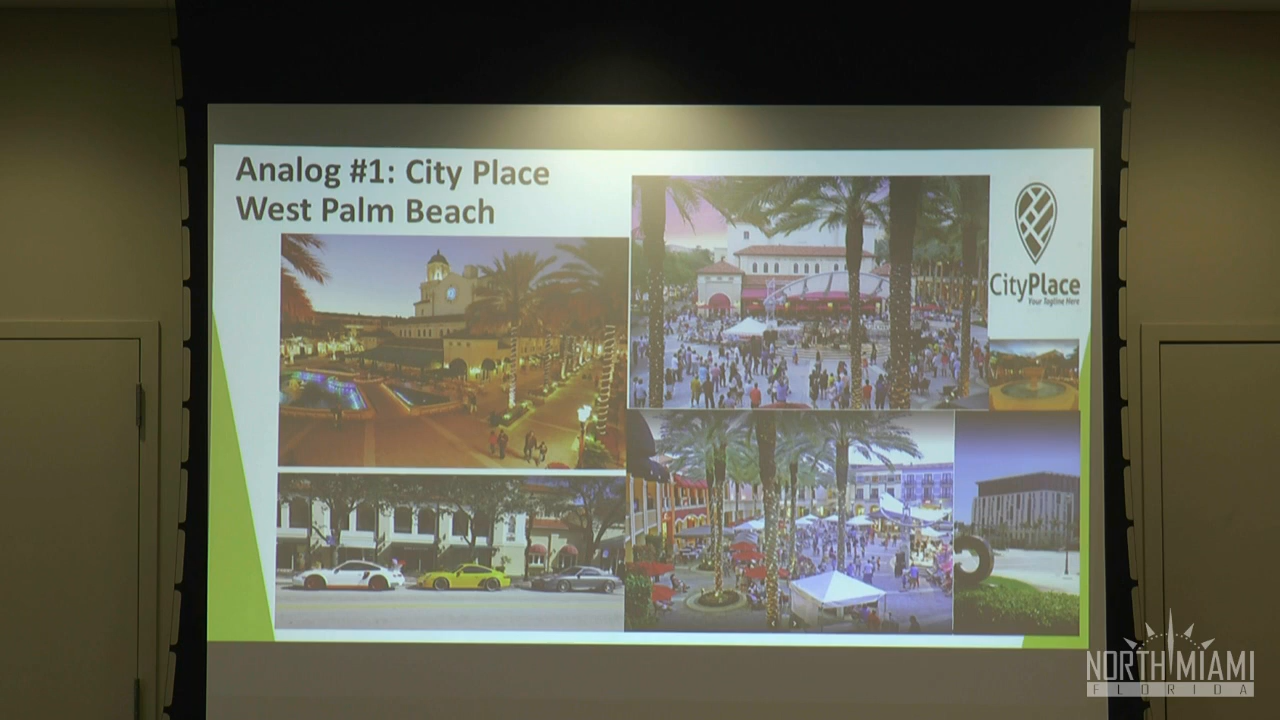 Analog #1: City Place
West Palm Beach
CityPlace
Your Tagline Here
NORTH MIAMI
FLORIDA